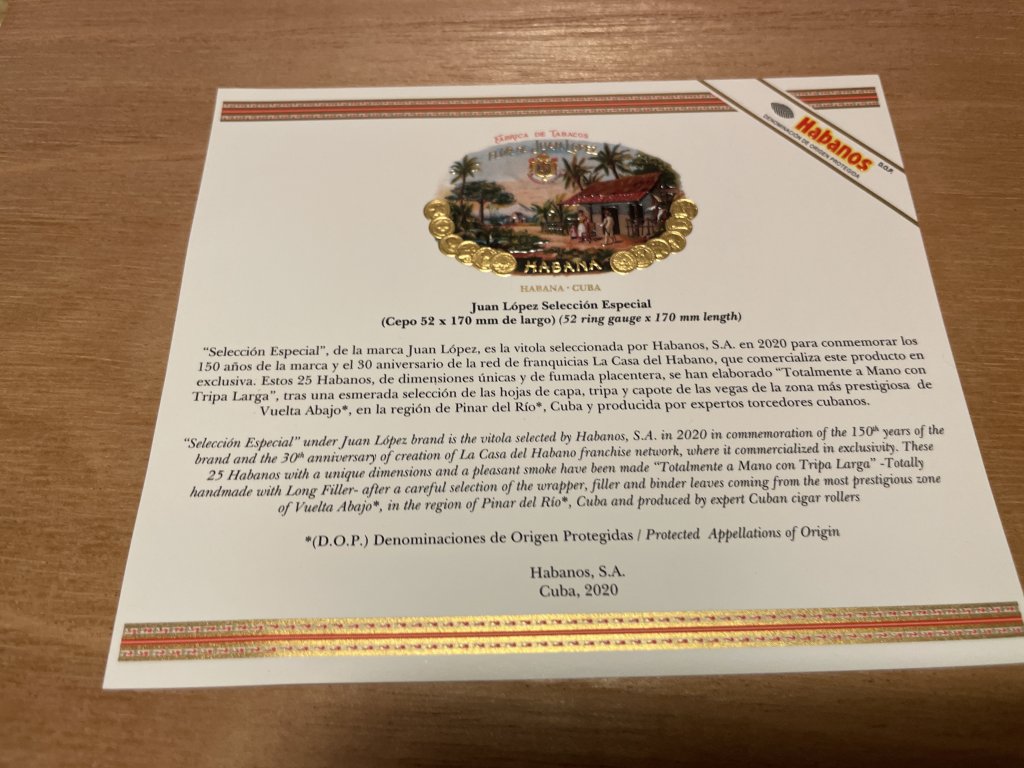 Habanos
D.O.P.
DENOMINACIÓN DE ORIGEN PROTEGIDA
FÁBRICA DE TABACOS
JUAN LOPEZ
HABANA
HABANA · CUBA
Juan López Selección Especial
(Cepo 52 x 170 mm de largo) (52 ring gauge x 170 mm length)
“Selección Especial”, de la marca Juan López, es la vitola seleccionada por Habanos, S.A. en 2020 para conmemorar los
150 años de la marca y el 30 aniversario de la red de franquicias La Casa del Habano, que comercializa este producto en
exclusiva. Estos 25 Habanos, de dimensiones únicas y de fumada placentera, se han elaborado “Totalmente a Mano con
Tripa Larga”, tras una esmerada selección de las hojas de capa, tripa y capote de las vegas de la zona más prestigiosa de
Vuelta Abajo*, en la región de Pinar del Río*, Cuba y producida por expertos torcedores cubanos.
“Selección Especial” under Juan López brand is the vitola selected by Habanos, S.A. in 2020 in commemoration of the 150th years of the
brand and the 30th anniversary of creation of La Casa del Habano franchise network, where it commercialized in exclusivity. These
25 Habanos with a unique dimensions and a pleasant smoke have been made “Totalmente a Mano con Tripa Larga” -Totally
handmade with Long Filler- after a careful selection of the wrapper, filler and binder leaves coming from the most prestigious zone
of Vuelta Abajo*, in the region of Pinar del Río*, Cuba and produced by expert Cuban cigar rollers
*(D.O.P.) Denominaciones de Origen Protegidas / Protected Appellations of Origin
Habanos, S.A.
Cuba, 2020